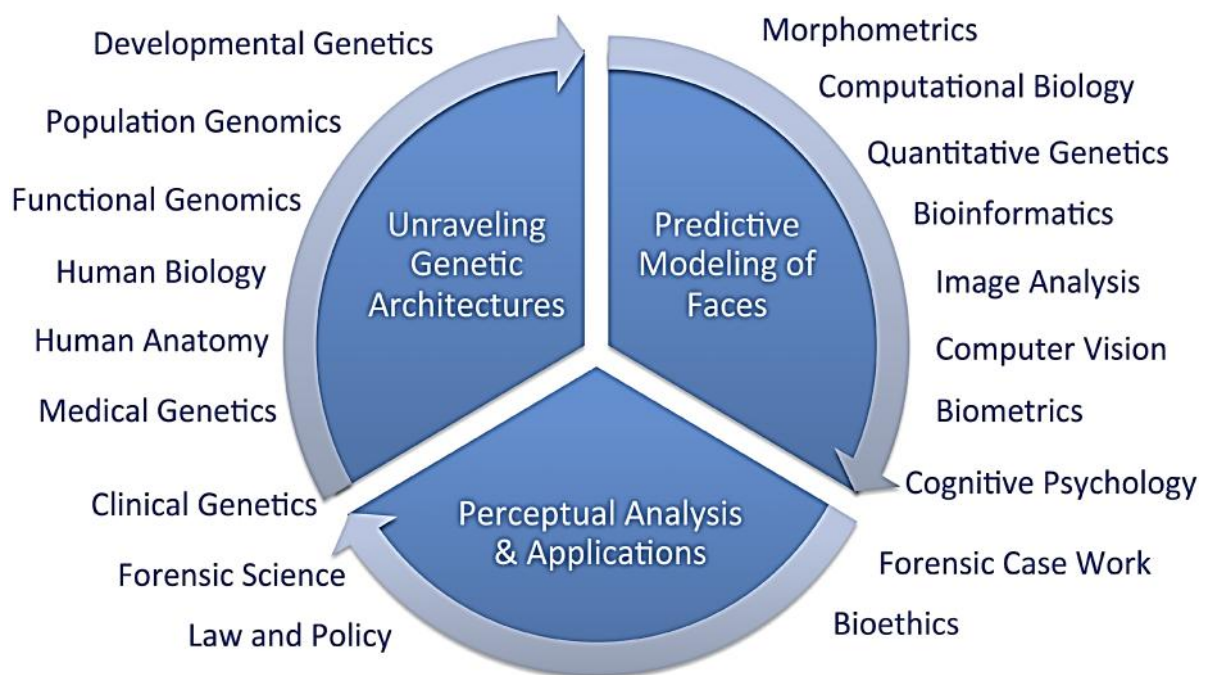 Developmental Genetics
Population Genomics
Functional Genomics
Human Biology
Human Anatomy
Medical Genetics
Clinical Genetics
Forensic Science
Law and Policy
Unraveling
Genetic
Architectures
Predictive
Modeling of
Faces
Perceptual Analysis
& Applications
Morphometrics
Computational Biology
Quantitative Genetics
Bioinformatics
Image Analysis
Computer Vision
Biometrics
Cognitive Psychology
Forensic Case Work
Bioethics